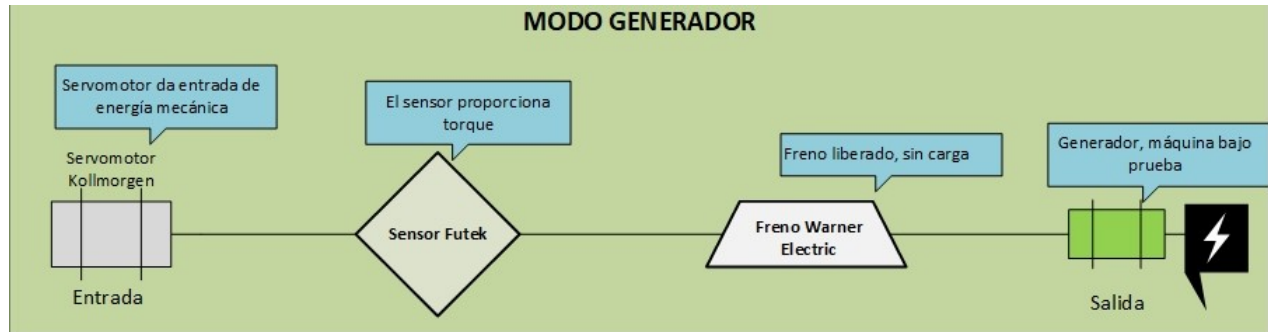 MODO GENERADOR
Servomotor da entrada de
energía mecánica
El sensor proporciona
torque
Freno liberado, sin carga
Generador, máquina bajo
prueba
Servomotor
Kollmorgen
Sensor Futek
Freno Warner
Electric
Entrada
Salida